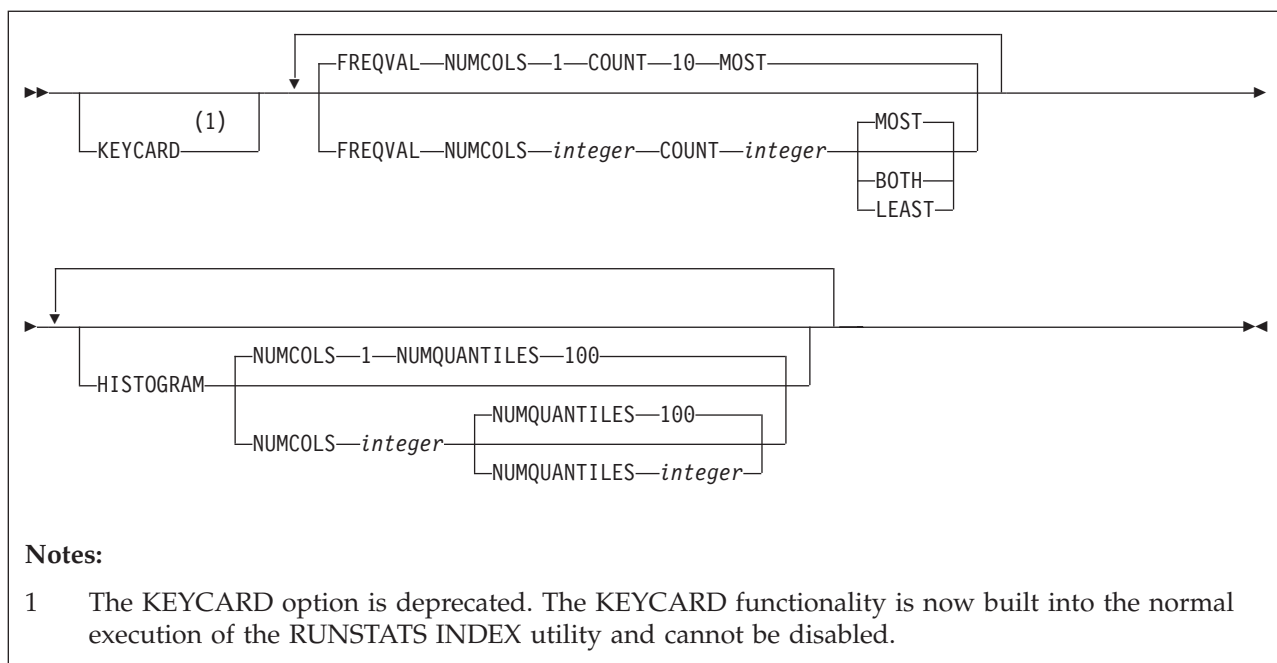 FREQVAL NUMCOLS 1 COUNT 10 MOST
(1)
KEYCARD
MOST
FREQVAL NUMCOLS integer COUNT integer
BOTH
LEAST
NUMCOLS 1 NUMQUANTILES 100
HISTOGRAM
NUMQUANTILES 100
NUMCOLS integer
NUMQUANTILES integer
Notes:
1 The KEYCARD option is deprecated. The KEYCARD functionality is now built into the normal
execution of the RUNSTATS INDEX utility and cannot be disabled.